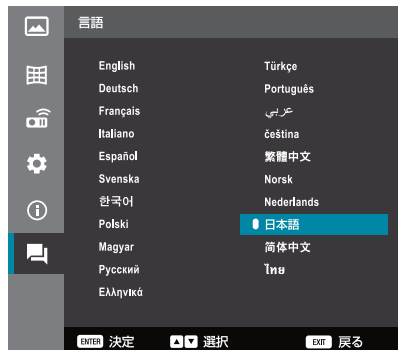 言語
English
Deutsch
Français
Italiano
Español
Svenska
한국어
Polski
Magyar
Русский
Ελληνικά
Türkçe
Português
عربي
čeština
繁體中文
Norsk
Nederlands
日本語
简体中文
ไทย
ENTER 決定 選択 EXIT 戻る